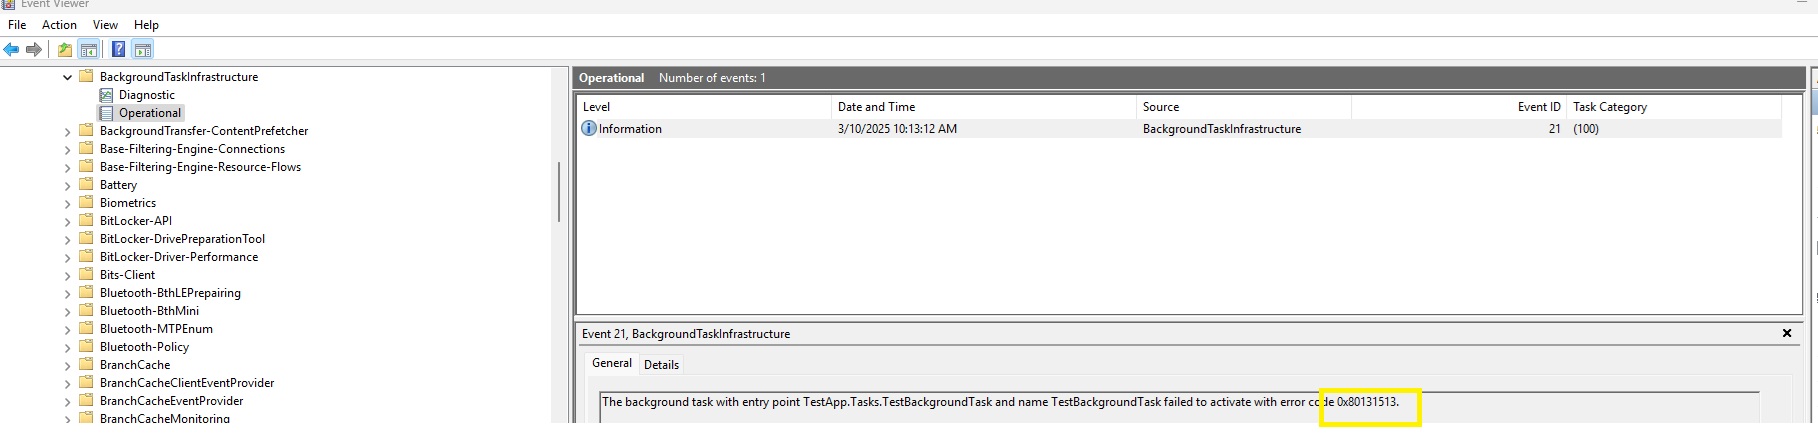 Event Viewer
File Action View Help
BackgroundTaskInfrastructure
Diagnostic
Operational
BackgroundTransfer-ContentPrefetcher
Base-Filtering-Engine-Connections
Base-Filtering-Engine-Resource-Flows
Battery
Biometrics
BitLocker-API
BitLocker-DrivePreparationTool
BitLocker-Driver-Performance
Bits-Client
Bluetooth-BthLEPrepairing
Bluetooth-BthMini
Bluetooth-MTPEnum
Bluetooth-Policy
BranchCache
BranchCacheClientEventProvider
BranchCacheEventProvider
BranchCacheMonitoring
Operational Number of events: 1
Level Date and Time Source Event ID Task Category
Information 3/10/2025 10:13:12 AM BackgroundTaskInfrastructure 21 (100)
Event 21, BackgroundTaskInfrastructure
General Details
The background task with entry point TestApp.Tasks.TestBackgroundTask and name TestBackgroundTask failed to activate with error code 0x80131513.